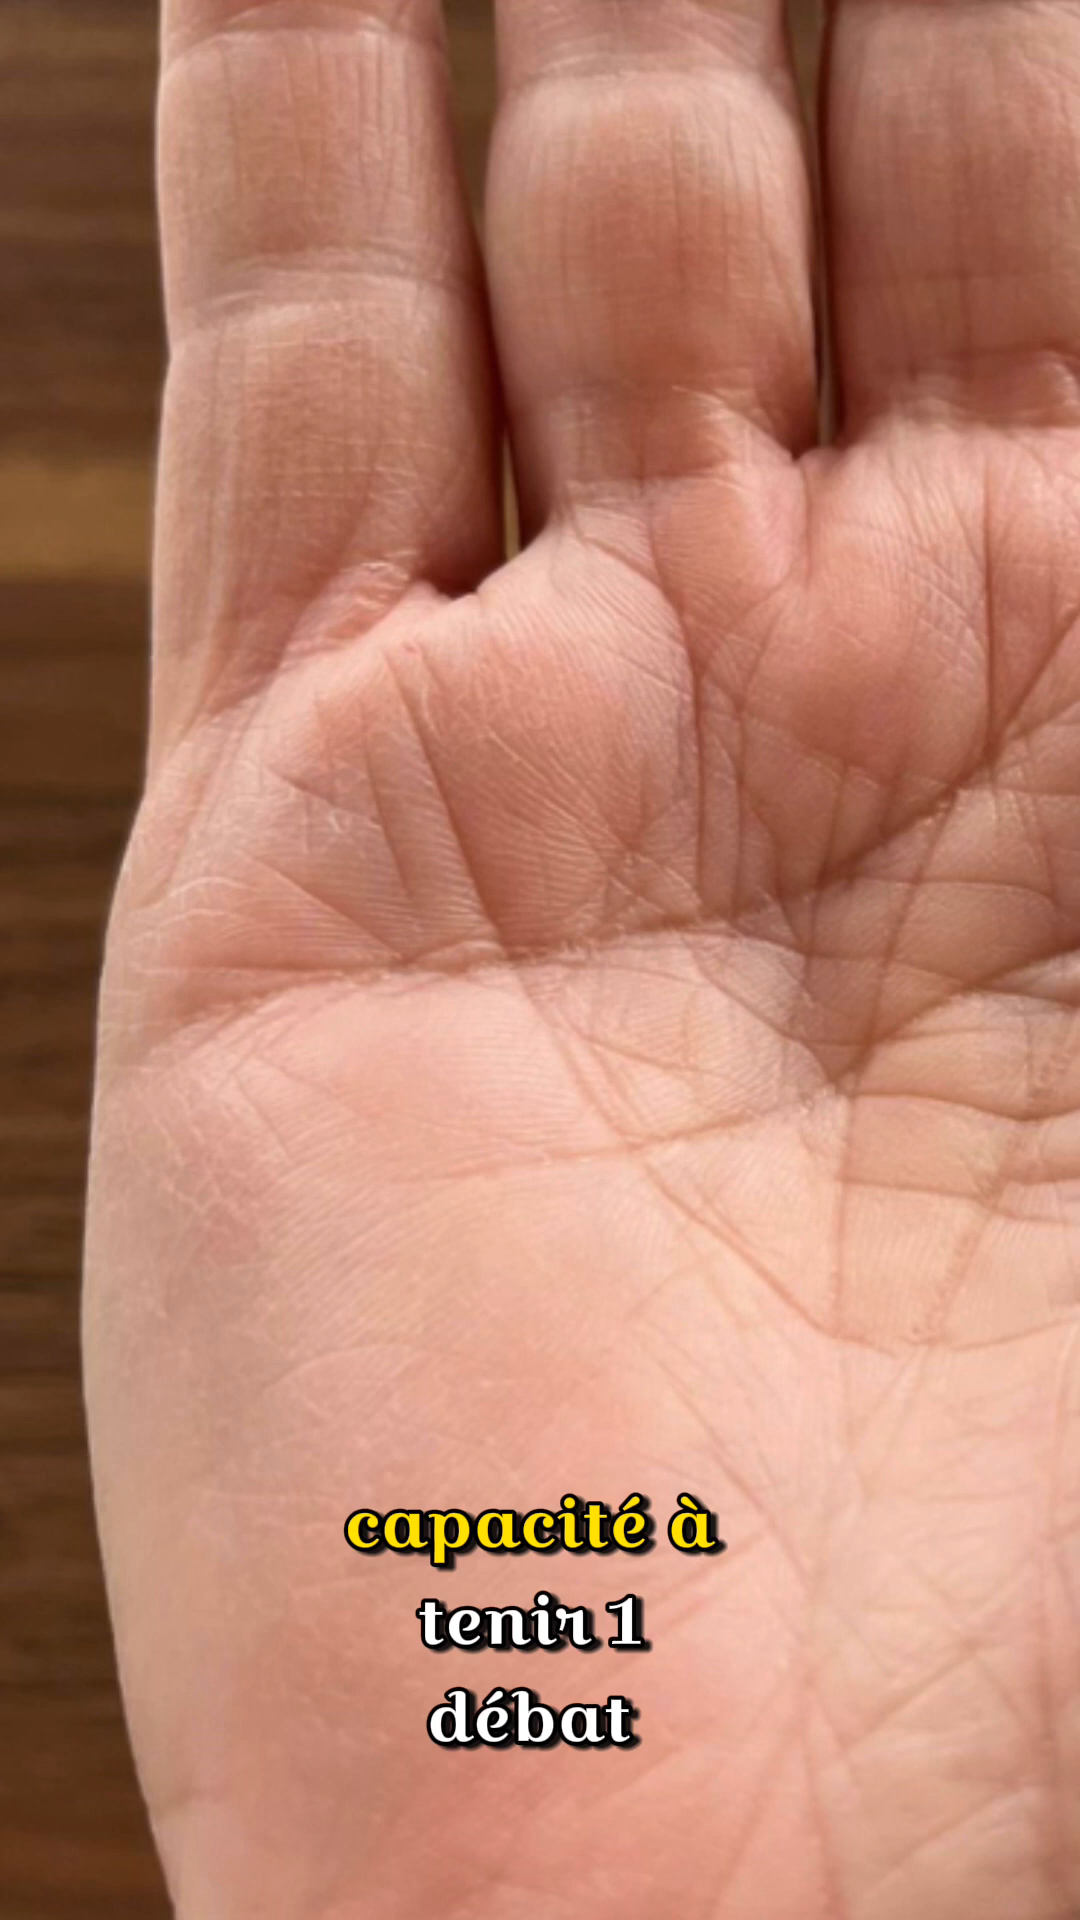 capacité à
tenir 1
débat